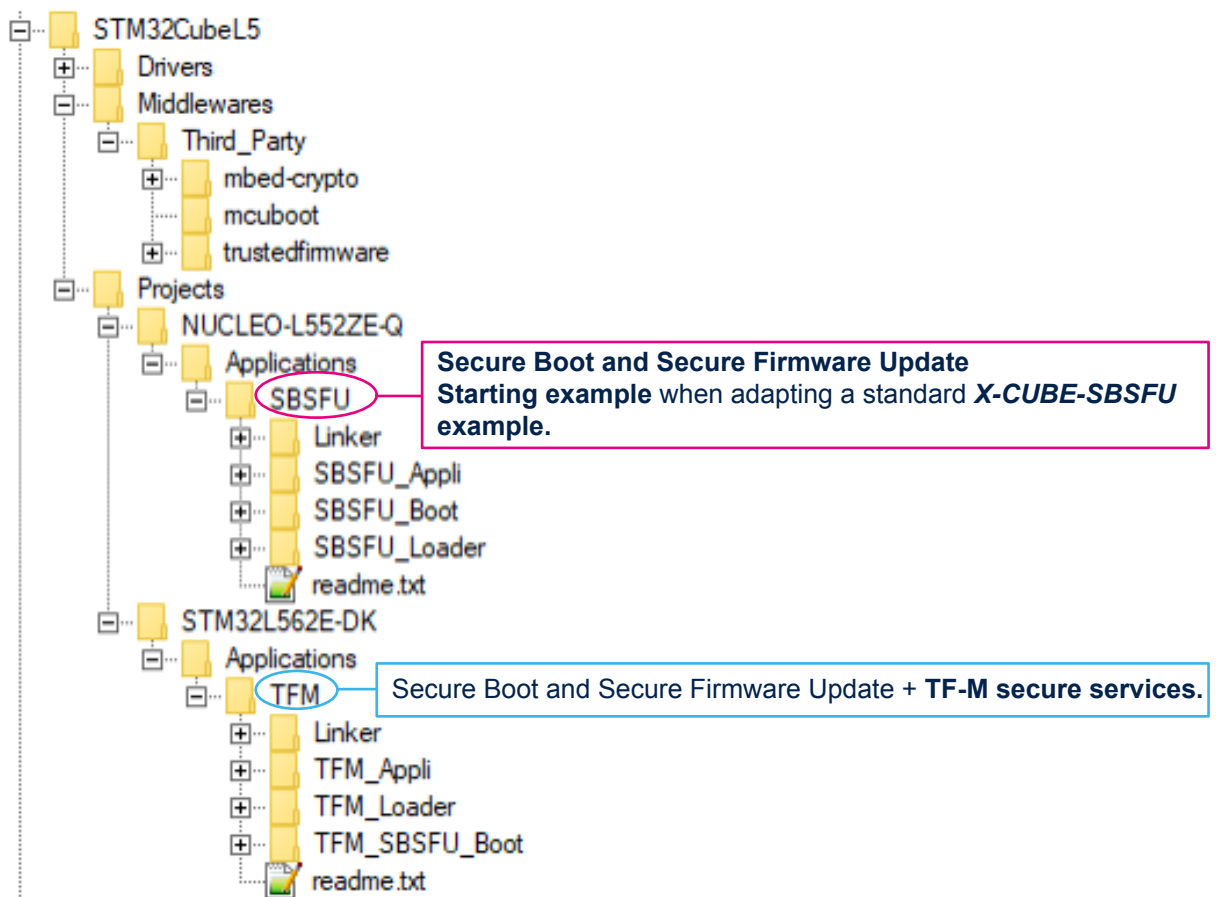 STM32CubeL5
Drivers
Middlewares
Third_Party
mbed-crypto
mcuboot
trustedfirmware
Projects
NUCLEO-L552ZE-Q
Applications
SBSFU
Secure Boot and Secure Firmware Update
Starting example when adapting a standard X-CUBE-SBSFU
example.
Linker
SBSFU_Appli
SBSFU_Boot
SBSFU_Loader
readme.txt
STM32L562E-DK
Applications
TFM
Secure Boot and Secure Firmware Update + TF-M secure services.
Linker
TFM_Appli
TFM_Loader
TFM_SBSFU_Boot
readme.txt